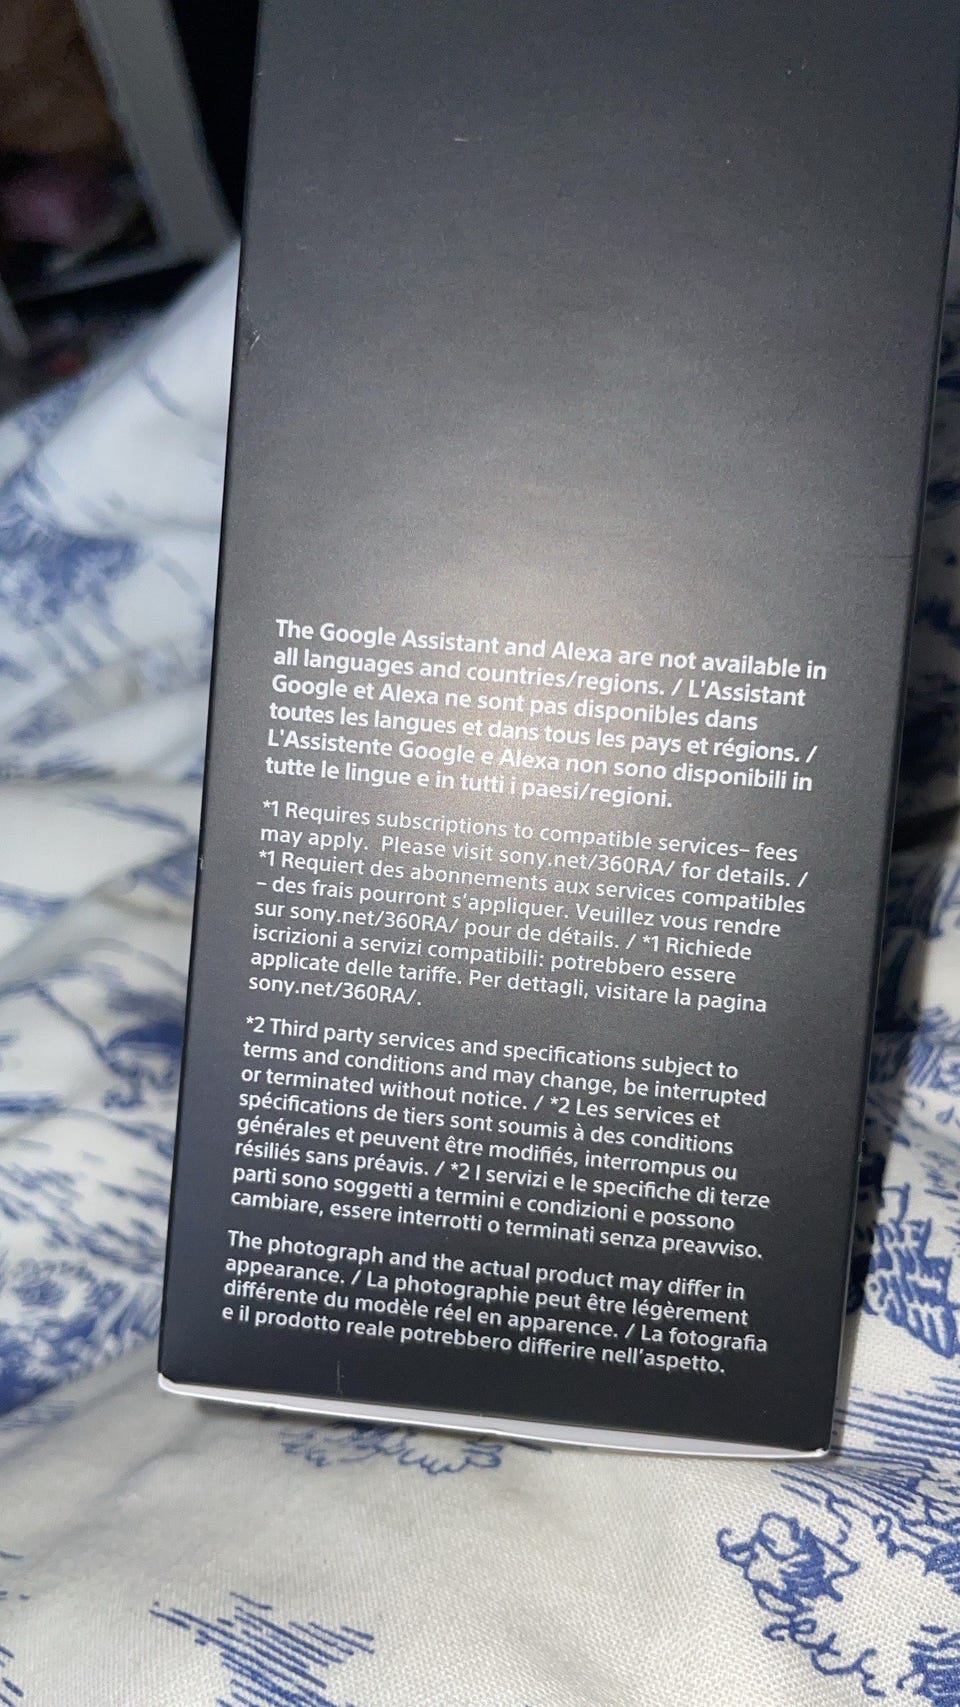 The Google Assistant and Alexa are not available in
all languages and countries/regions. / L'Assistant
Google et Alexa ne sont pas disponibles dans
toutes les langues et dans tous les pays et régions. /
L'Assistente Google e Alexa non sono disponibili in
tutte le lingue e in tutti i paesi/regioni.
*1 Requires subscriptions to compatible services– fees
may apply. Please visit sony.net/360RA/ for details. /
*1 Requiert des abonnements aux services compatibles
– des frais pourront s'appliquer. Veuillez vous rendre
sur sony.net/360RA/ pour de détails. / *1 Richiede
iscrizioni a servizi compatibili: potrebbero essere
applicate delle tariffe. Per dettagli, visitare la pagina
sony.net/360RA/.
*2 Third party services and specifications subject to
terms and conditions and may change, be interrupted
or terminated without notice. / *2 Les services et
spécifications de tiers sont soumis à des conditions
générales et peuvent être modifiés, interrompus ou
résiliés sans préavis. / *2 I servizi e le specifiche di terze
parti sono soggetti a termini e condizioni e possono
cambiare, essere interrotti o terminati senza preavviso.
The photograph and the actual product may differ in
appearance. / La photographie peut être légèrement
différente du modèle réel en apparence. / La fotografia
e il prodotto reale potrebbero differire nell'aspetto.